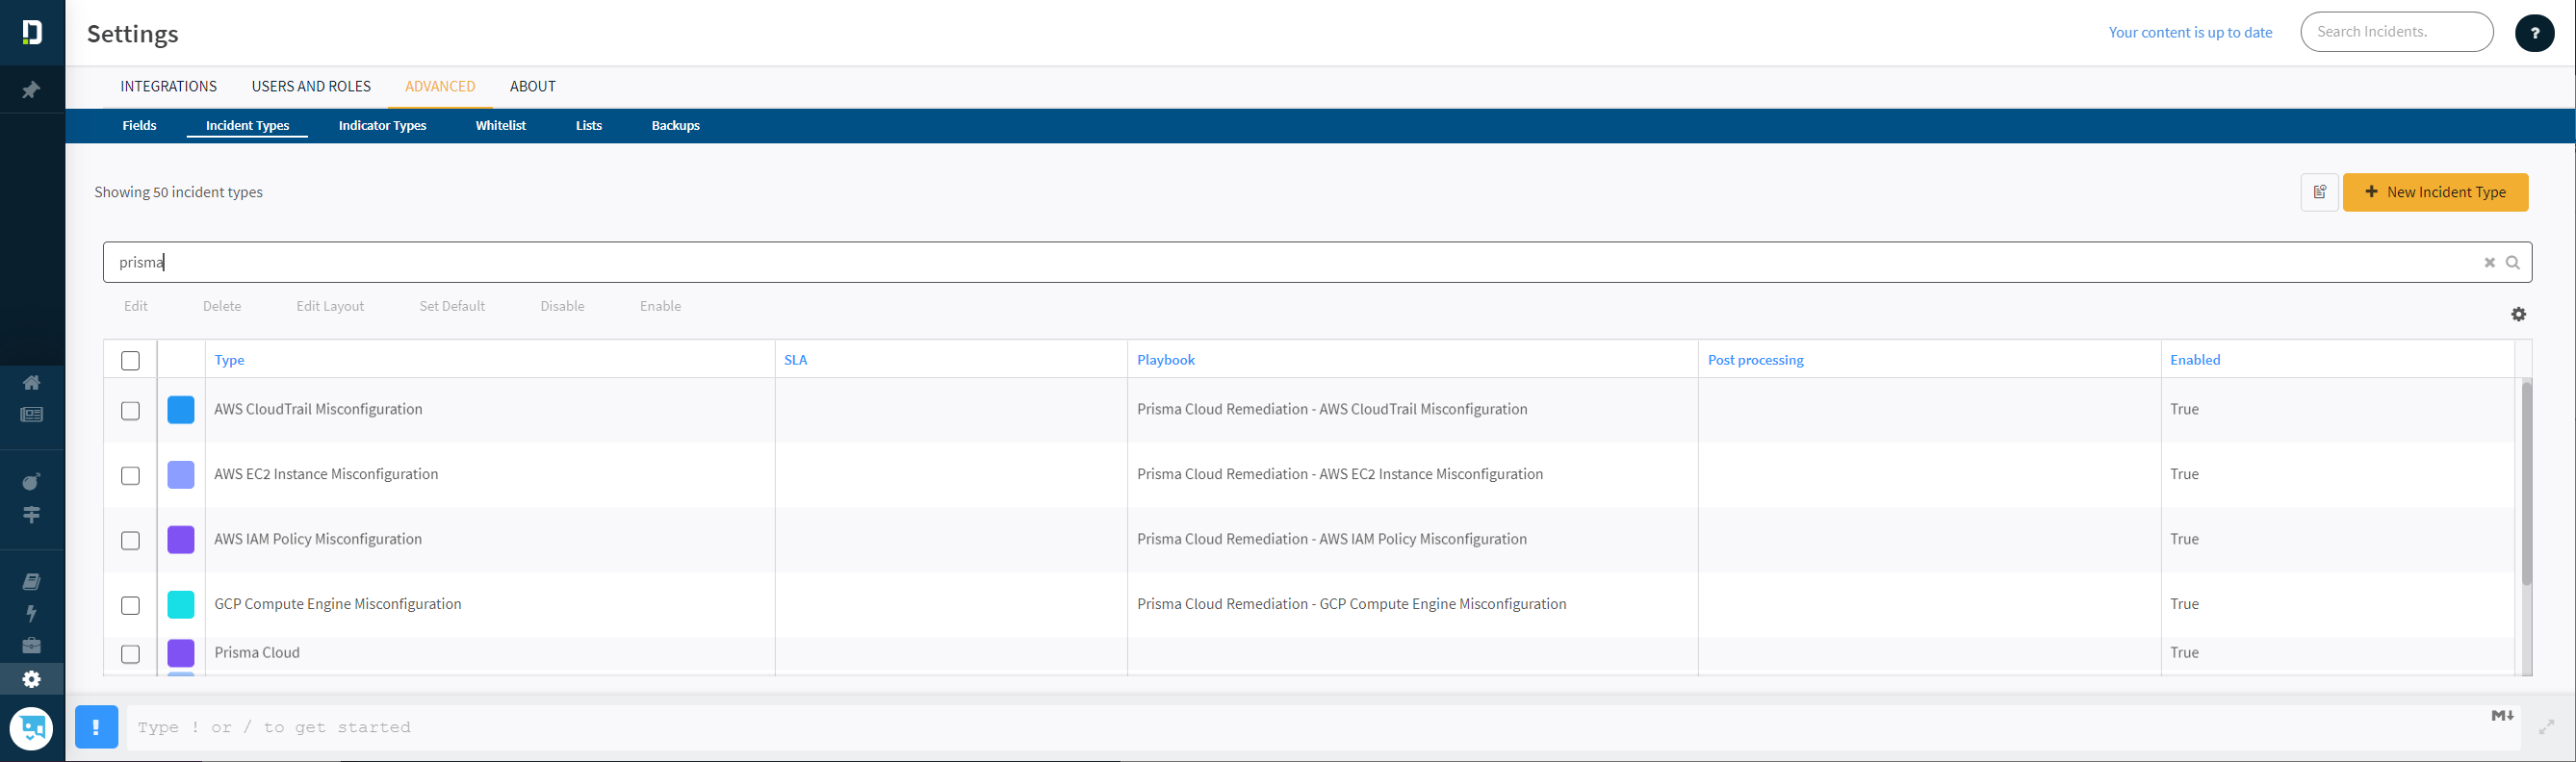 Settings
Your content is up to date
Search Incidents.
?
INTEGRATIONS USERS AND ROLES ADVANCED ABOUT
Fields Incident Types Indicator Types Whitelist Lists Backups
Showing 50 incident types
+ New Incident Type
prisma
Edit Delete Edit Layout Set Default Disable Enable
Type SLA Playbook Post processing Enabled
AWS CloudTrail Misconfiguration Prisma Cloud Remediation - AWS CloudTrail Misconfiguration True
AWS EC2 Instance Misconfiguration Prisma Cloud Remediation - AWS EC2 Instance Misconfiguration True
AWS IAM Policy Misconfiguration Prisma Cloud Remediation - AWS IAM Policy Misconfiguration True
GCP Compute Engine Misconfiguration Prisma Cloud Remediation - GCP Compute Engine Misconfiguration True
Prisma Cloud True
! Type ! or / to get started M↓